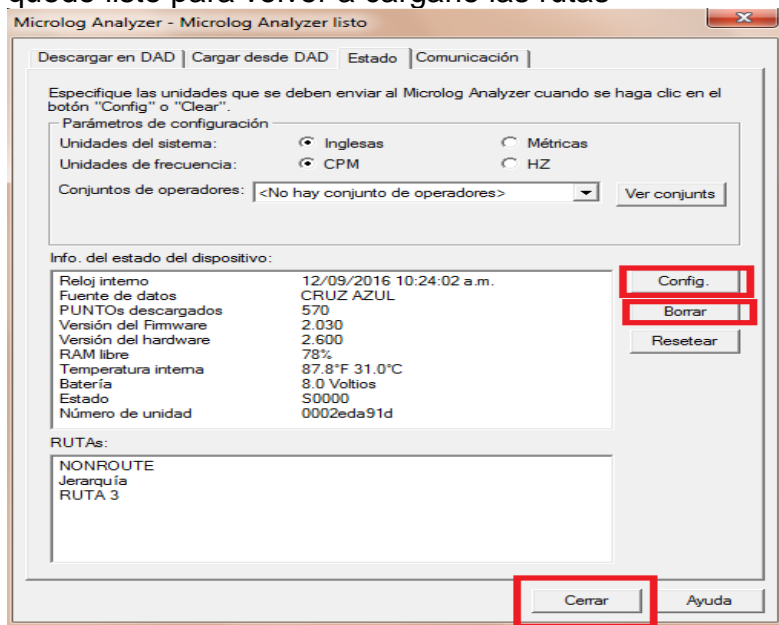 quede listo para volver a cargarle las rutas
Microlog Analyzer - Microlog Analyzer listo
Descargar en DAD Cargar desde DAD Estado Comunicación
Especifique las unidades que se deben enviar al Microlog Analyzer cuando se haga clic en el
botón "Config" o "Clear".
Parámetros de configuración
Unidades del sistema: Inglesas Métricas
Unidades de frecuencia: CPM HZ
Conjuntos de operadores: <No hay conjunto de operadores> Ver conjunts
Info. del estado del dispositivo:
Reloj interno 12/09/2016 10:24:02 a.m. Config.
Fuente de datos CRUZ AZUL
PUNTOs descargados 570 Borrar
Versión del Firmware 2.030
Versión del hardware 2.600 Resetear
RAM libre 78%
Temperatura interna 87.8°F 31.0°C
Batería 8.0 Voltios
Estado S0000
Número de unidad 0002eda91d
RUTAs:
NONROUTE
Jerarquía
RUTA 3
Cerrar Ayuda